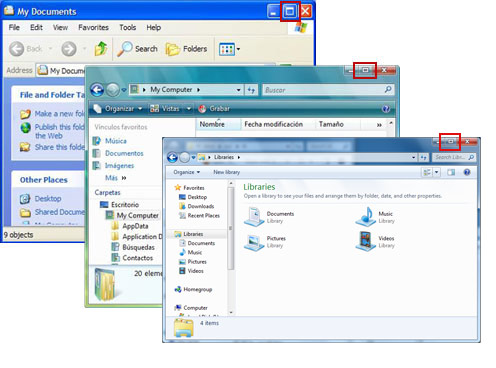 My Documents
File Edit View Favorites Tools
Back Search Folders
Address My Docume
File and Folder Ta
Make a new fo
Publish this fold
the Web
Share this folde
Other Places
Desktop
Shared Docume
9 objects
My Computer
Buscar
Organizar Vistas Grabar
Vínculos favoritos
Música
Documentos
Imágenes
Más
Carpetas
Nombre Fecha modificación Tamaño
Escritorio
My Computer
AppData
Application D
Búsquedas
Contactos
20 eleme
Libraries
Search Libr...
Organize New library
Favorites
Desktop
Downloads
Recent Places
Libraries
Documents
Music
Pictures
Videos
Homegroup
Computer
Libraries
Open a library to see your files and arrange them by folder, date, and other properties.
Documents
Library
Music
Library
Pictures
Library
Videos
Library
4 items